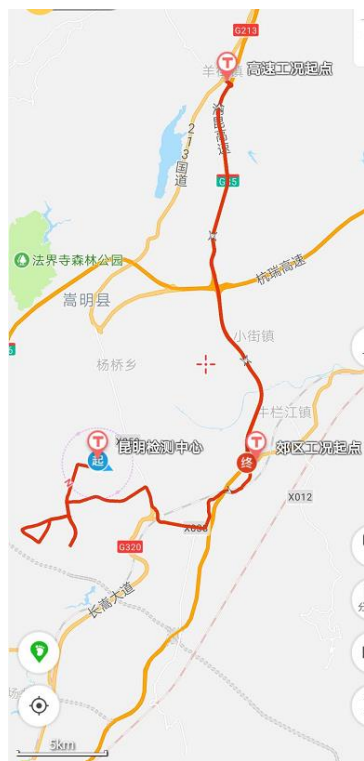 G213
羊街镇
高速工况起点
213国道
G85
法界寺森林公园
嵩明县
杭瑞高速
小街镇
杨桥乡
牛栏江镇
昆明检测中心
郊区工况起点
起
终
X012
G320
长嵩大道
5km